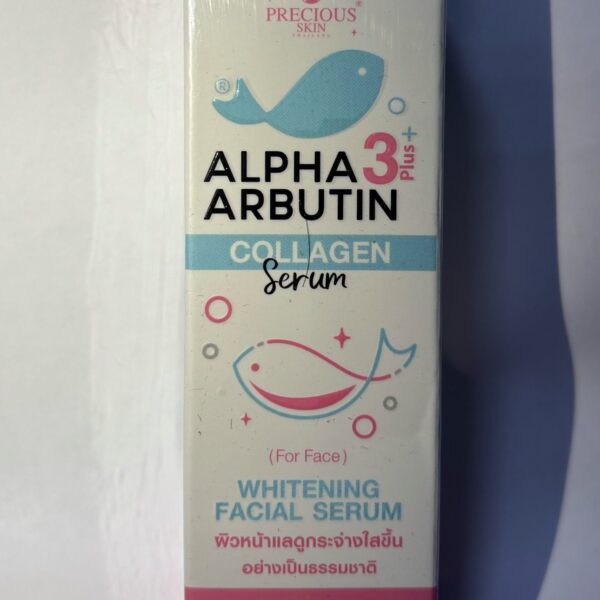 PRECIOUS®
SKIN
THAILAND
®
ALPHA 3 Plus+
ARBUTIN
COLLAGEN
Serum
(For Face)
WHITENING
FACIAL SERUM
ผิวหน้าแลดูกระจ่างใสขึ้น
อย่างเป็นธรรมชาติ